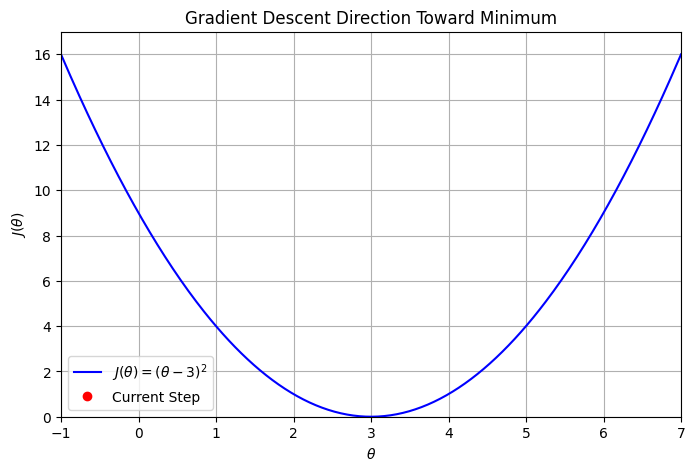 Gradient Descent Direction Toward Minimum
J(θ)
16
14
12
10
8
6
4
2
0
J(θ) = (θ − 3)²
Current Step
−1 0 1 2 3 4 5 6 7
θ